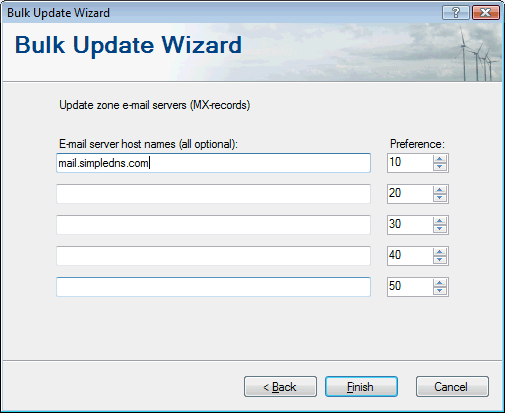 Bulk Update Wizard
Bulk Update Wizard
Update zone e-mail servers (MX-records)
E-mail server host names (all optional): Preference:
mail.simpledns.com 10
20
30
40
50
< Back Finish Cancel